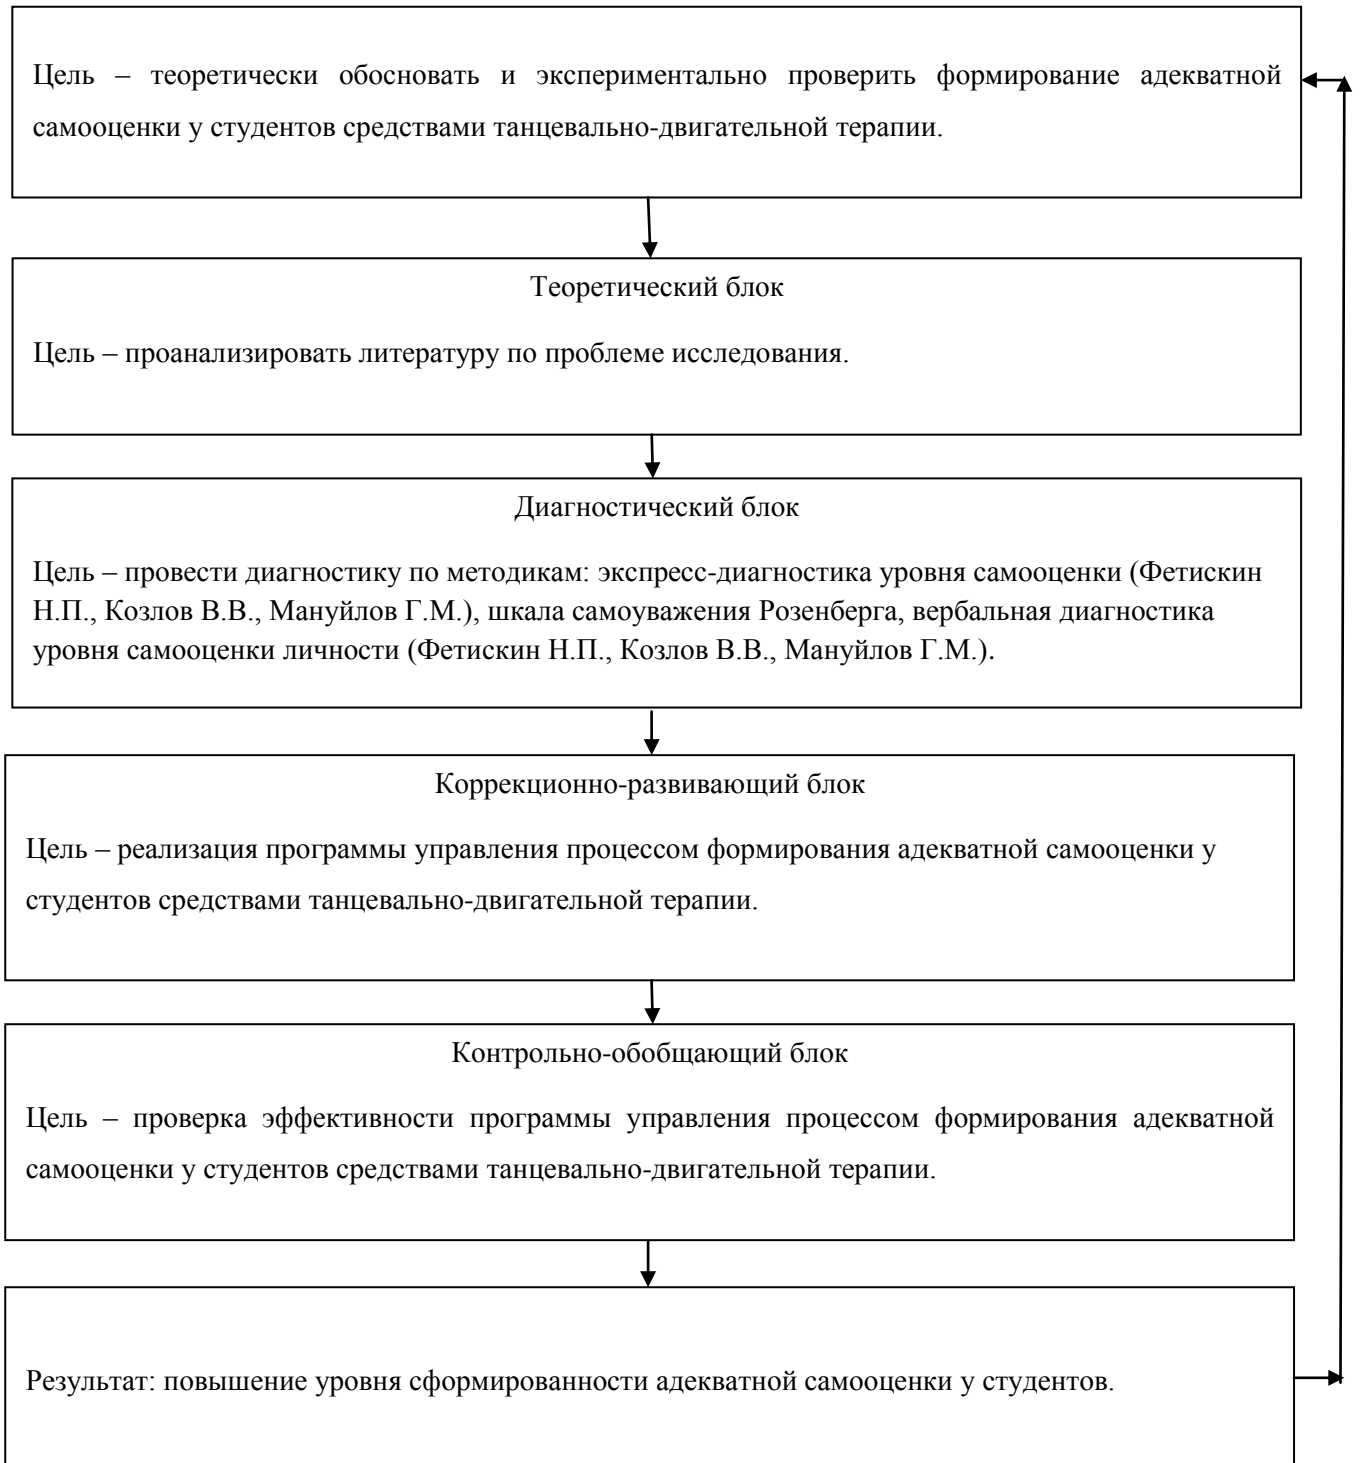 Цель – теоретически обосновать и экспериментально проверить формирование адекватной
самооценки у студентов средствами танцевально-двигательной терапии.
Теоретический блок
Цель – проанализировать литературу по проблеме исследования.
Диагностический блок
Цель – провести диагностику по методикам: экспресс-диагностика уровня самооценки (Фетискин
Н.П., Козлов В.В., Мануйлов Г.М.), шкала самоуважения Розенберга, вербальная диагностика
уровня самооценки личности (Фетискин Н.П., Козлов В.В., Мануйлов Г.М.).
Коррекционно-развивающий блок
Цель – реализация программы управления процессом формирования адекватной самооценки у
студентов средствами танцевально-двигательной терапии.
Контрольно-обобщающий блок
Цель – проверка эффективности программы управления процессом формирования адекватной
самооценки у студентов средствами танцевально-двигательной терапии.
Результат: повышение уровня сформированности адекватной самооценки у студентов.